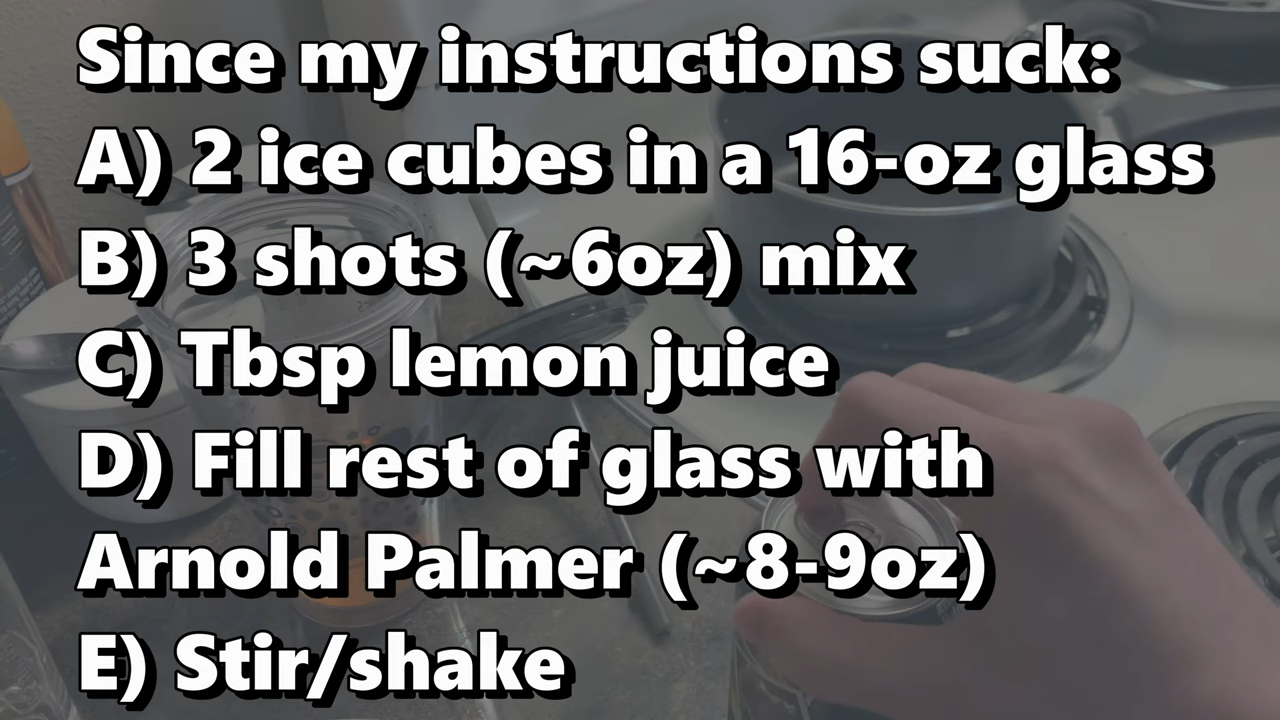 Since my instructions suck:
A) 2 ice cubes in a 16-oz glass
B) 3 shots (~6oz) mix
C) Tbsp lemon juice
D) Fill rest of glass with
Arnold Palmer (~8-9oz)
E) Stir/shake